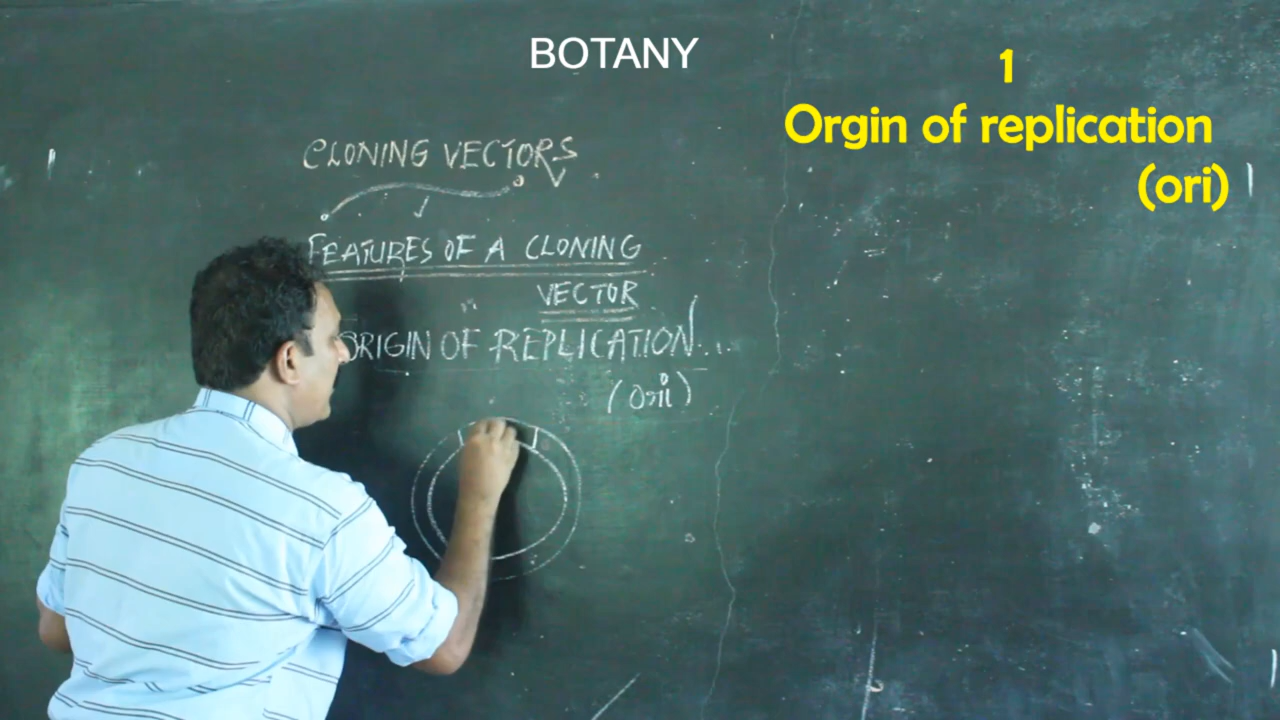 BOTANY
1
Orgin of replication
(ori)
CLONING VECTORS
FEATURES OF A CLONING
VECTOR
ORIGIN OF REPLICATION...
(ori)